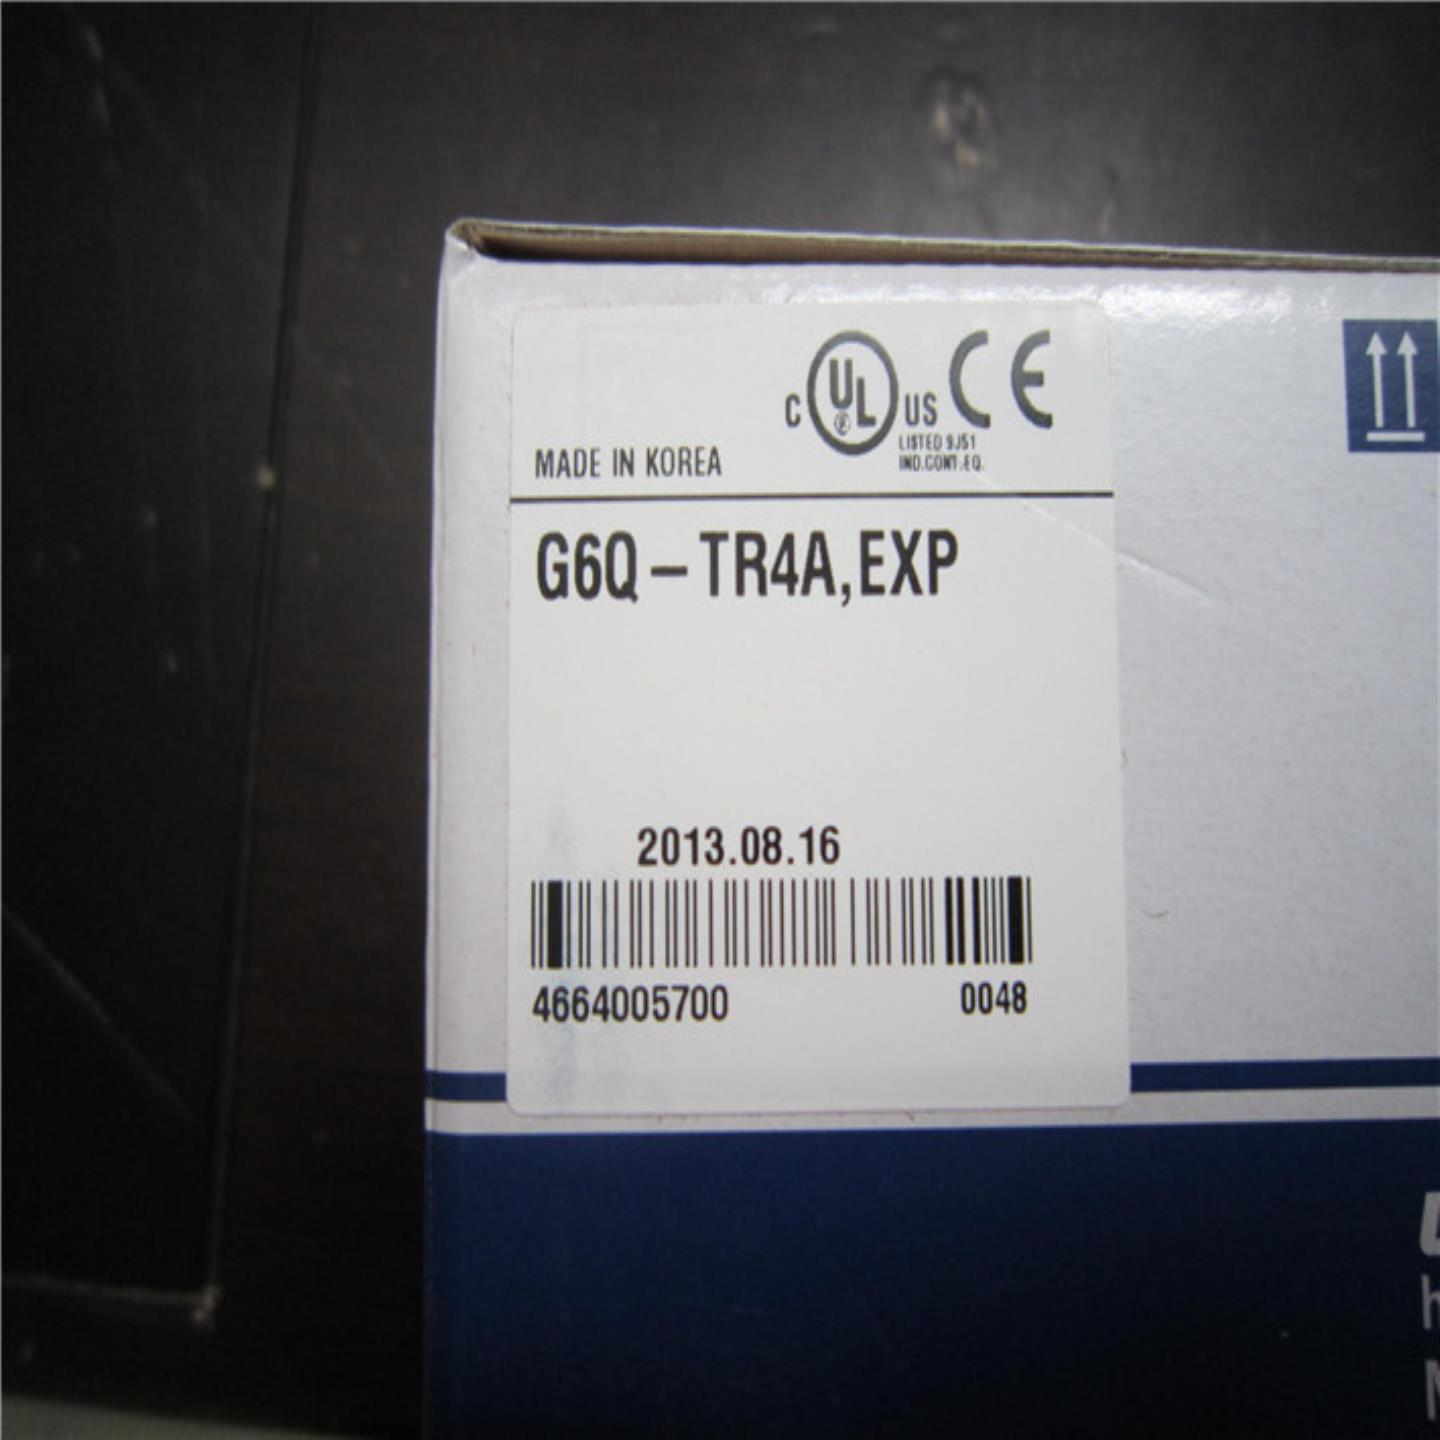 C UL US CE
LISTED 9J51
IND.CONT.EQ.
MADE IN KOREA
G6Q-TR4A,EXP
2013.08.16
4664005700 0048